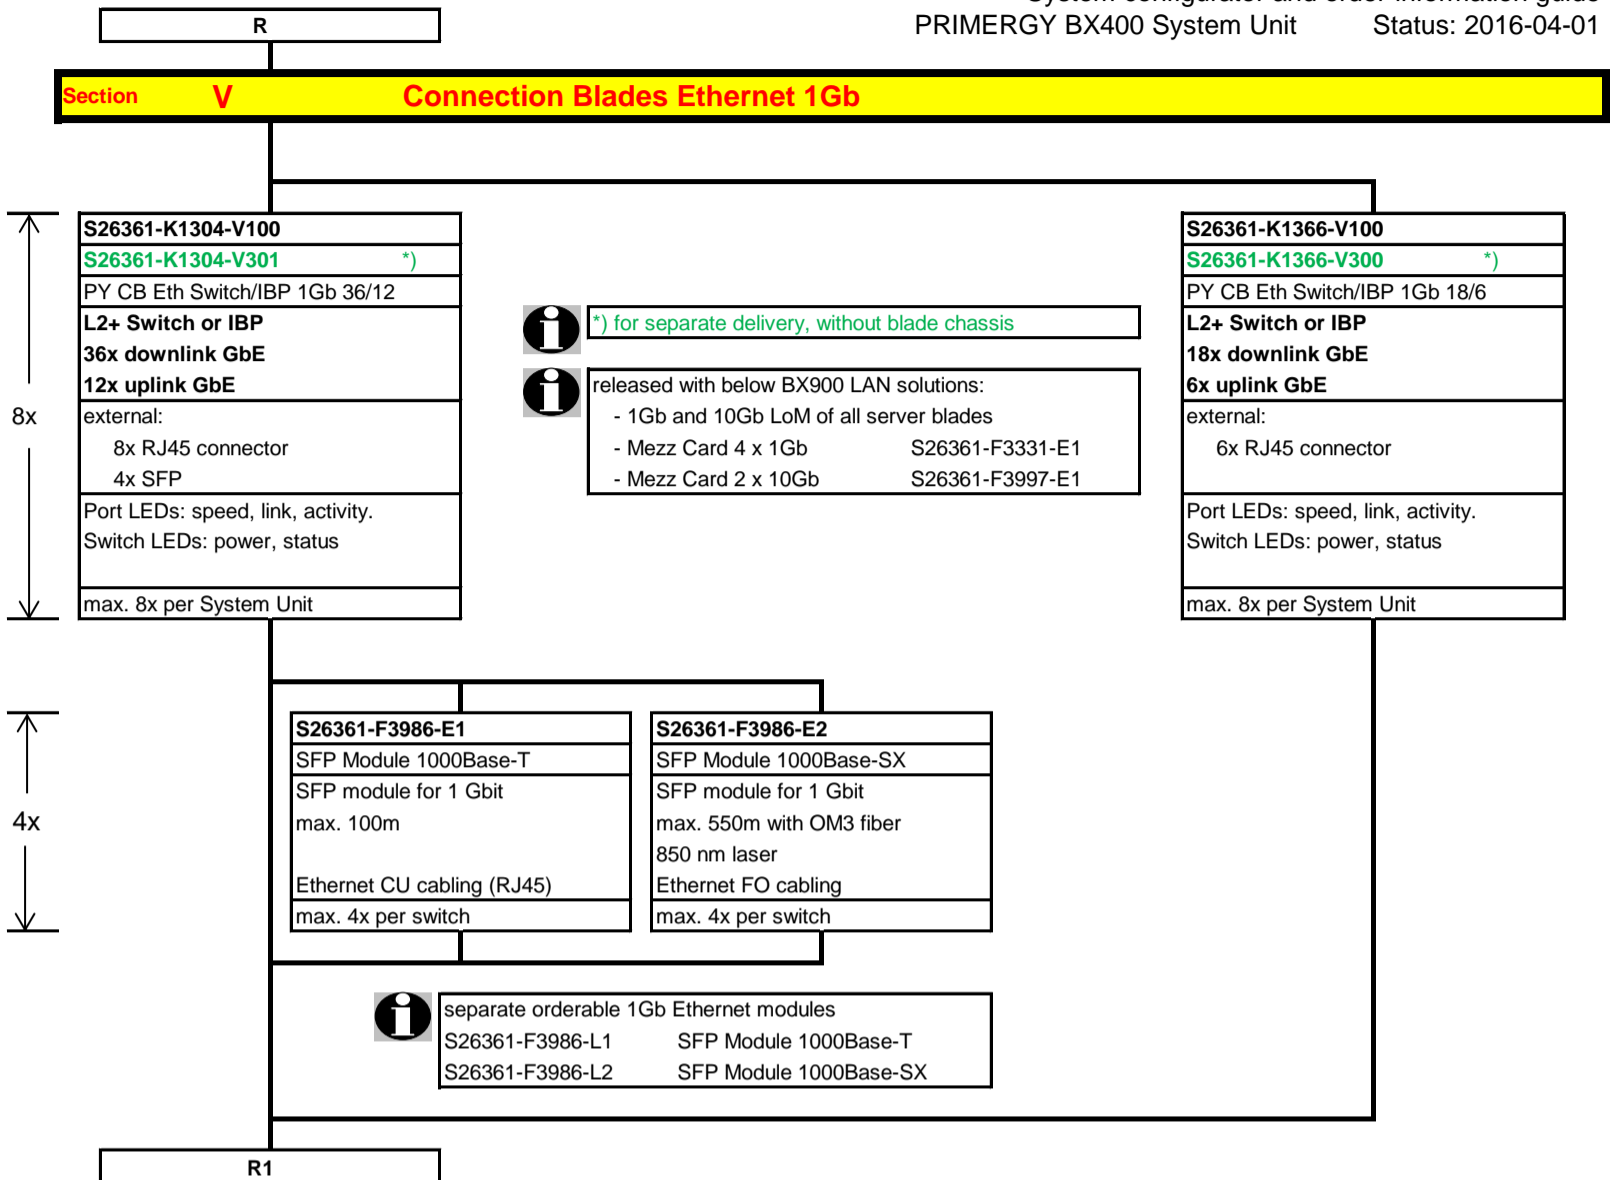 System configurator and order information guide
R
PRIMERGY BX400 System Unit Status: 2016-04-01
Section V Connection Blades Ethernet 1Gb
8x
S26361-K1304-V100
S26361-K1304-V301 *)
PY CB Eth Switch/IBP 1Gb 36/12
L2+ Switch or IBP
36x downlink GbE
12x uplink GbE
external:
8x RJ45 connector
4x SFP
Port LEDs: speed, link, activity.
Switch LEDs: power, status
max. 8x per System Unit
*) for separate delivery, without blade chassis
released with below BX900 LAN solutions:
- 1Gb and 10Gb LoM of all server blades
- Mezz Card 4 x 1Gb S26361-F3331-E1
- Mezz Card 2 x 10Gb S26361-F3997-E1
S26361-K1366-V100
S26361-K1366-V300 *)
PY CB Eth Switch/IBP 1Gb 18/6
L2+ Switch or IBP
18x downlink GbE
6x uplink GbE
external:
6x RJ45 connector
Port LEDs: speed, link, activity.
Switch LEDs: power, status
max. 8x per System Unit
4x
S26361-F3986-E1
SFP Module 1000Base-T
SFP module for 1 Gbit
max. 100m
Ethernet CU cabling (RJ45)
max. 4x per switch
S26361-F3986-E2
SFP Module 1000Base-SX
SFP module for 1 Gbit
max. 550m with OM3 fiber
850 nm laser
Ethernet FO cabling
max. 4x per switch
separate orderable 1Gb Ethernet modules
S26361-F3986-L1 SFP Module 1000Base-T
S26361-F3986-L2 SFP Module 1000Base-SX
R1